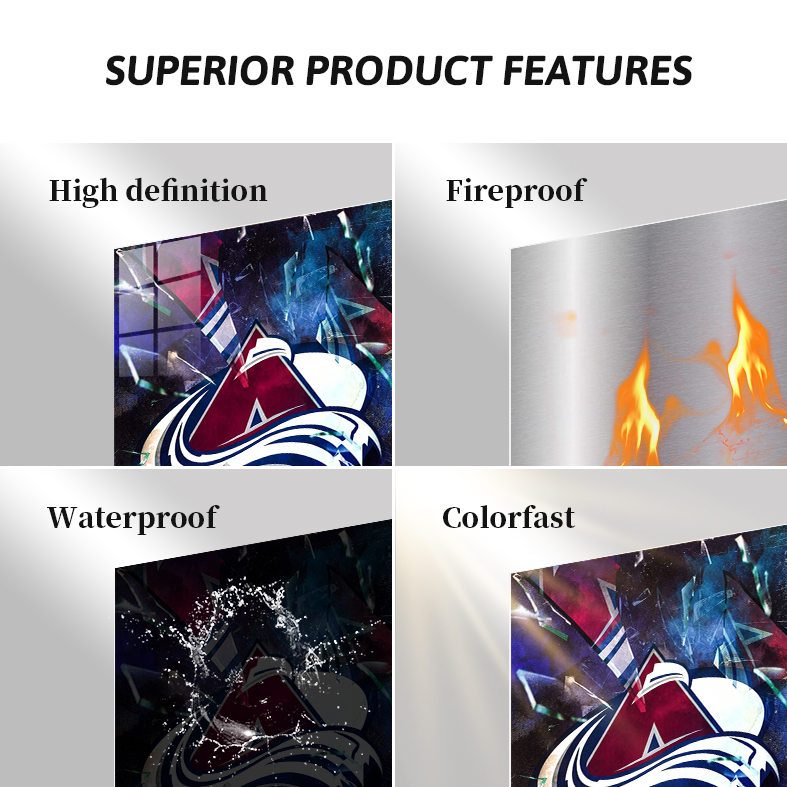 SUPERIOR PRODUCT FEATURES
High definition
Fireproof
Waterproof
Colorfast